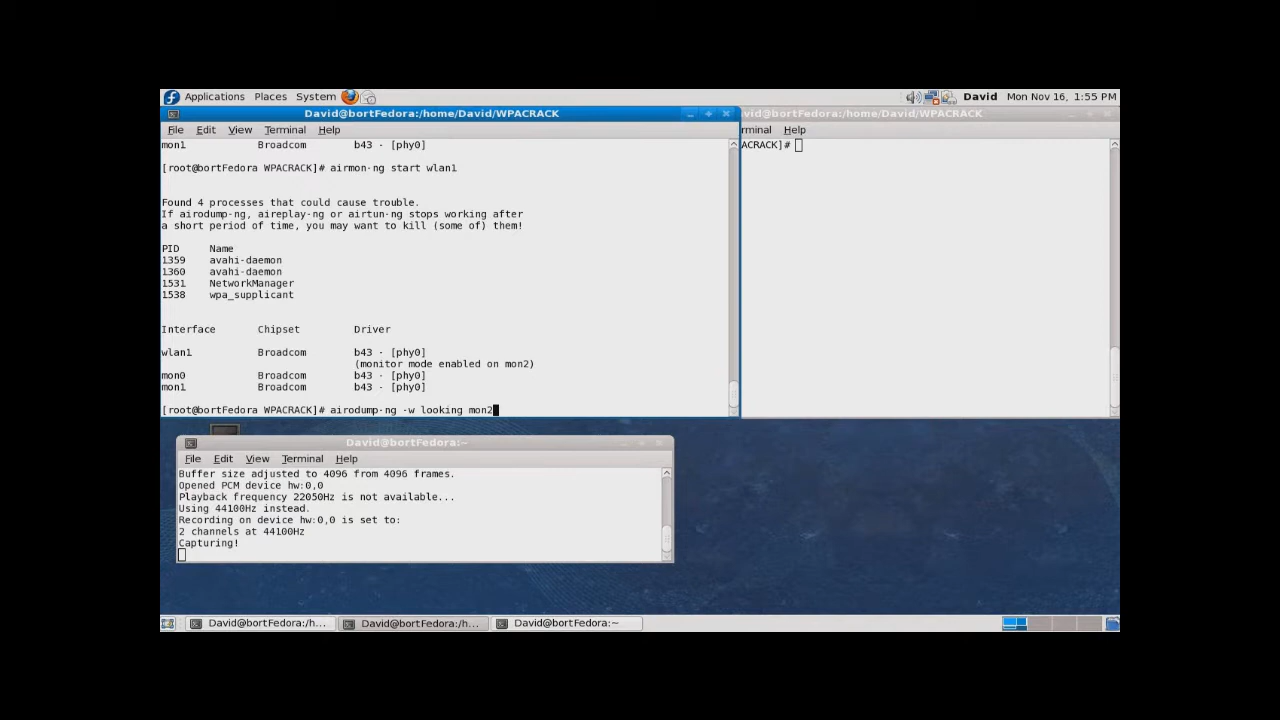 Applications Places System David Mon Nov 16, 1:55 PM
David@bortFedora:/home/David/WPACRACK
File Edit View Terminal Help
mon1 Broadcom b43 - [phy0]
[root@bortFedora WPACRACK]# airmon-ng start wlan1
Found 4 processes that could cause trouble.
If airodump-ng, aireplay-ng or airtun-ng stops working after
a short period of time, you may want to kill (some of) them!
PID Name
1359 avahi-daemon
1360 avahi-daemon
1531 NetworkManager
1538 wpa_supplicant
Interface Chipset Driver
wlan1 Broadcom b43 - [phy0]
(monitor mode enabled on mon2)
mon0 Broadcom b43 - [phy0]
mon1 Broadcom b43 - [phy0]
[root@bortFedora WPACRACK]# airodump-ng -w looking mon2
vid@bortFedora:/home/David/WPACRACK
rminal Help
ACRACK]#
David@bortFedora:~
File Edit View Terminal Help
Buffer size adjusted to 4096 from 4096 frames.
Opened PCM device hw:0,0
Playback frequency 22050Hz is not available...
Using 44100Hz instead.
Recording on device hw:0,0 is set to:
2 channels at 44100Hz
Capturing!
David@bortFedora:/h... David@bortFedora:/h... David@bortFedora:~